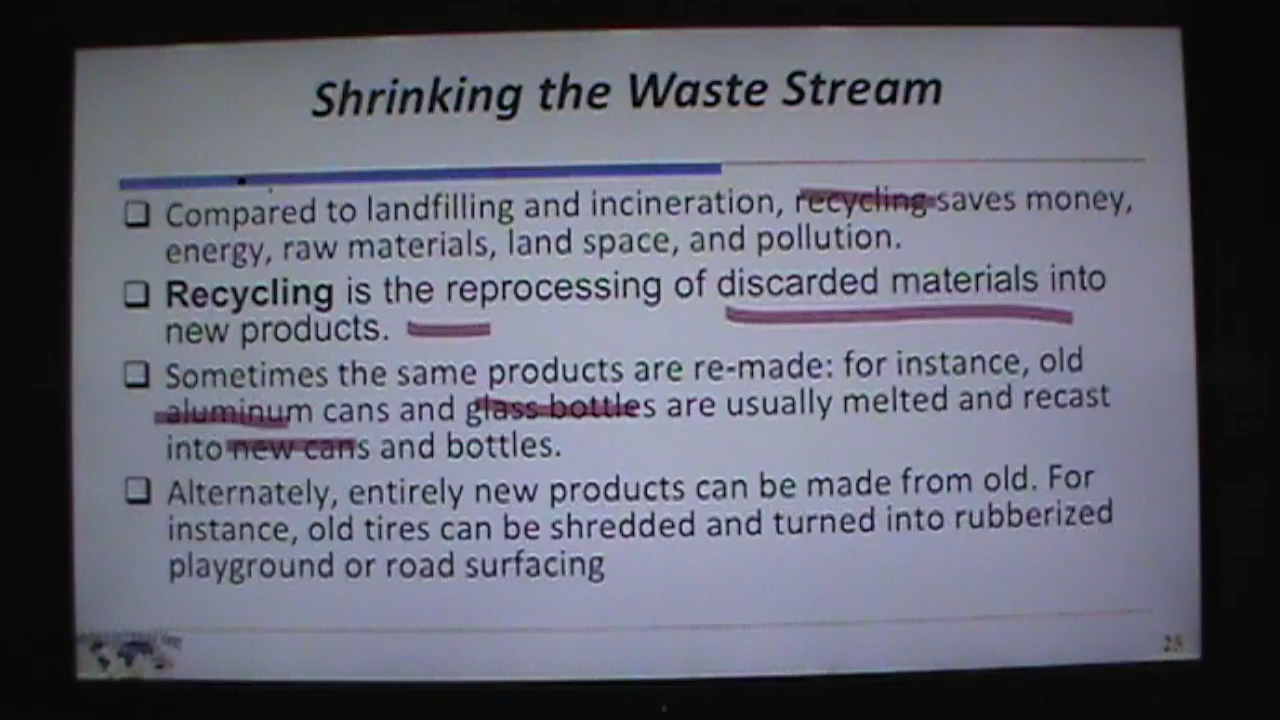 Shrinking the Waste Stream
❑ Compared to landfilling and incineration, recycling saves money,
energy, raw materials, land space, and pollution.
❑ Recycling is the reprocessing of discarded materials into
new products.
❑ Sometimes the same products are re-made: for instance, old
aluminum cans and glass bottles are usually melted and recast
into new cans and bottles.
❑ Alternately, entirely new products can be made from old. For
instance, old tires can be shredded and turned into rubberized
playground or road surfacing